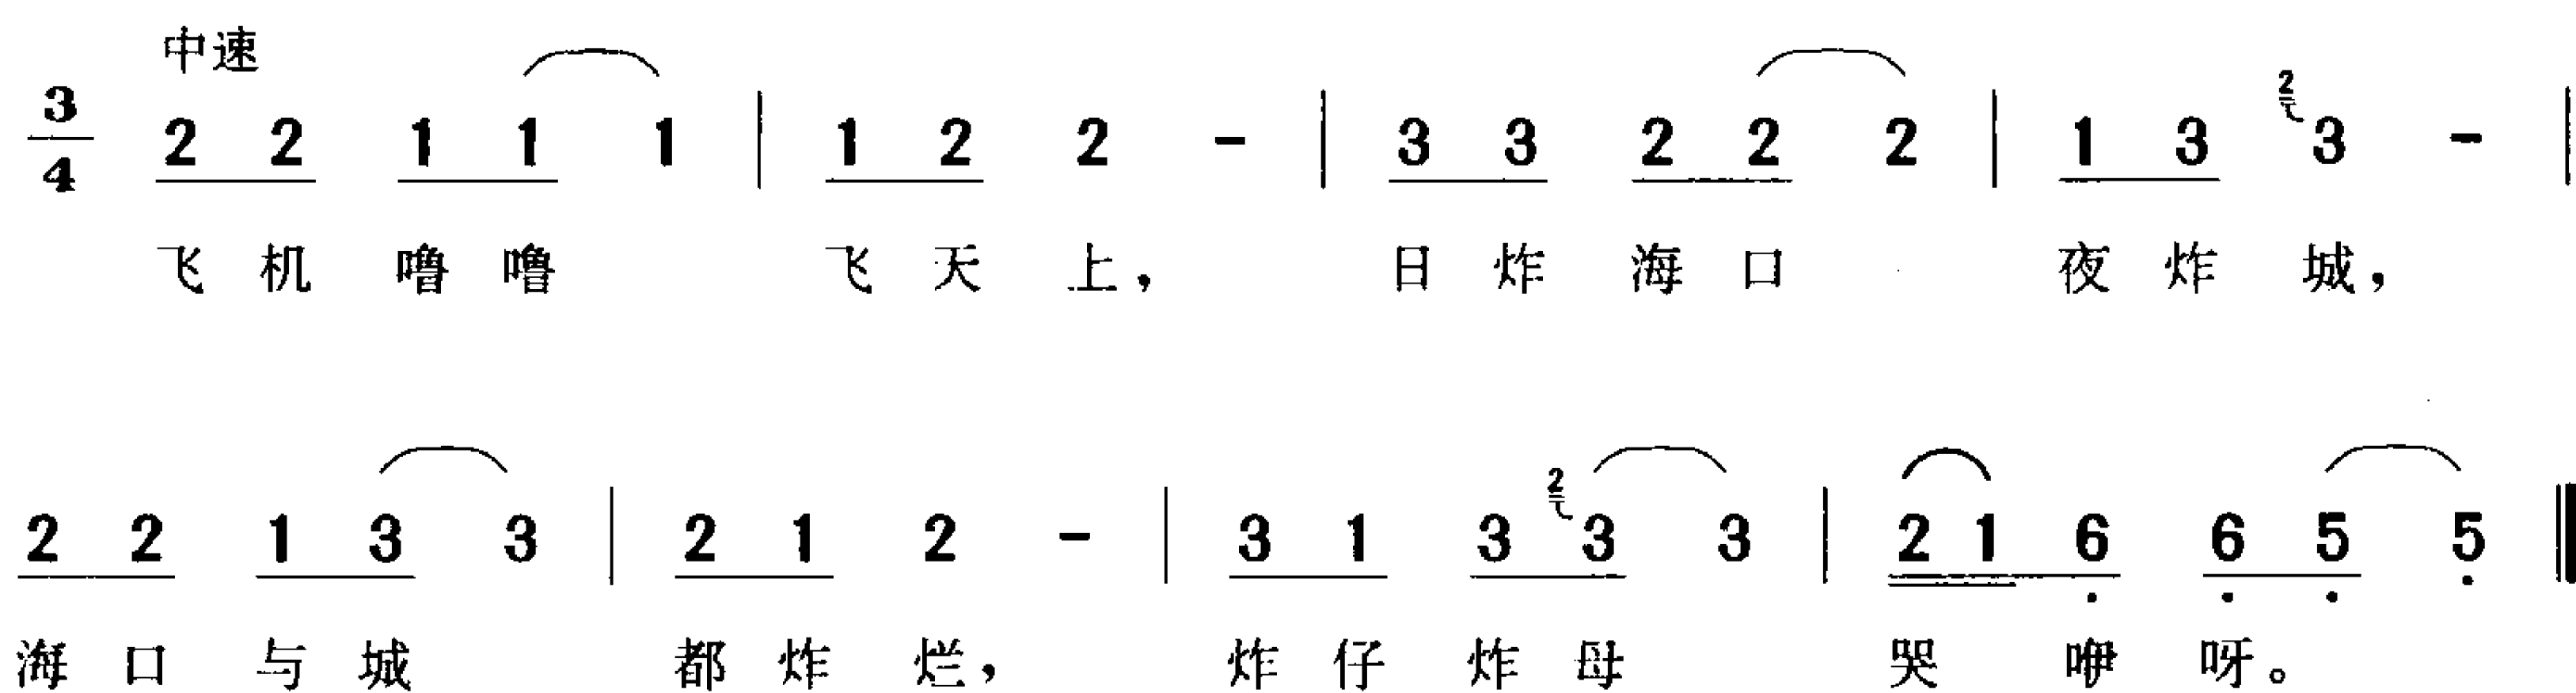 中速
3/4 2 2 1 1 1 | 1 2 2 - | 3 3 2 2 2 | 1 3 2 3 - |
飞 机 噜 噜 飞 天 上， 日 炸 海 口 夜 炸 城，
2 2 1 3 3 | 2 1 2 - | 3 1 3 2 3 3 | 2 1 6 6 5 5 ‖
海 口 与 城 都 炸 烂， 炸 仔 炸 母 哭 咿 呀。